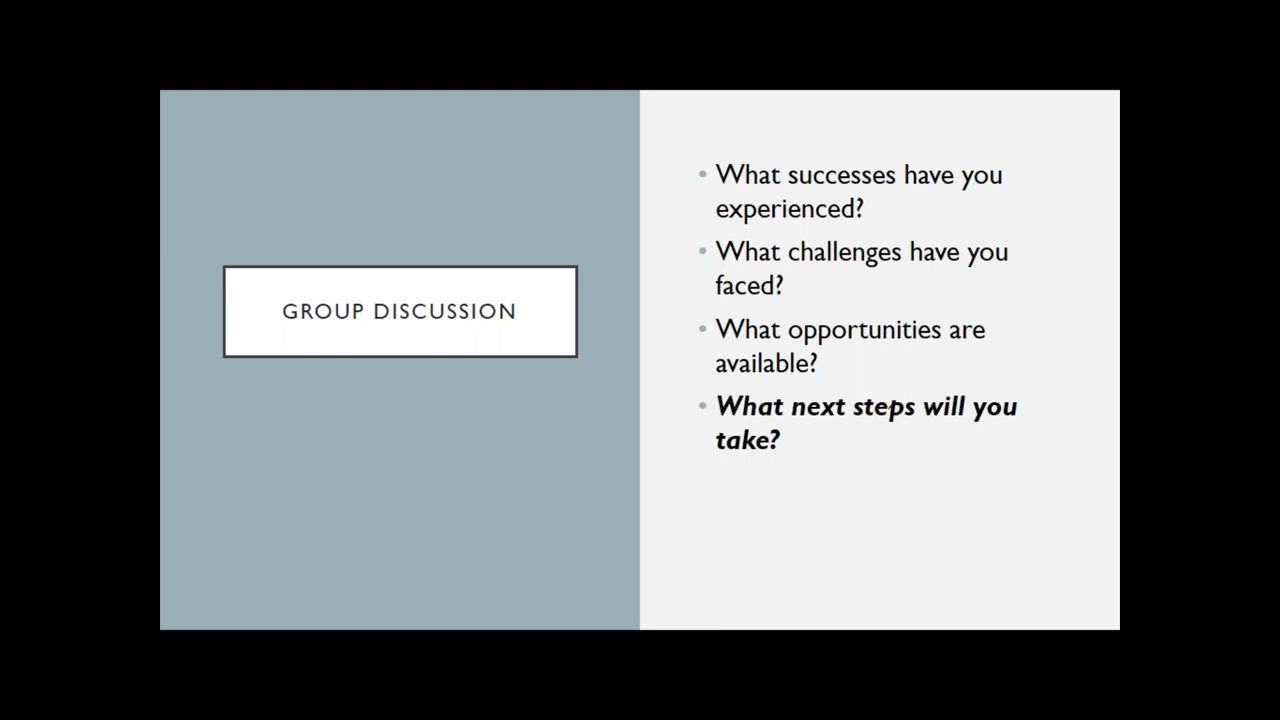 GROUP DISCUSSION
• What successes have you
experienced?
• What challenges have you
faced?
• What opportunities are
available?
• What next steps will you
take?